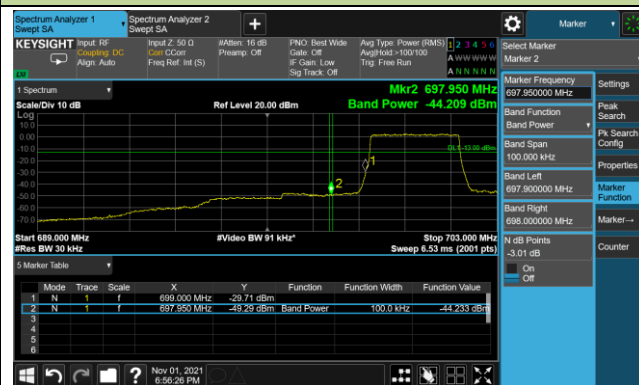 Spectrum Analyzer 1
Swept SA
Spectrum Analyzer 2
Swept SA
+
Marker
KEYSIGHT
Input: RF
Coupling: DC
Align: Auto
Input Z: 50 Ω
Corr CCorr
Freq Ref: Int (S)
#Atten: 16 dB
Preamp: Off
PNO: Best Wide
Gate: Off
IF Gain: Low
Sig Track: Off
Avg Type: Power (RMS)
Avg|Hold:>100/100
Trig: Free Run
1 2 3 4 5 6
A W W W W W
A N N N N N
LXI
Select Marker
Marker 2
1 Spectrum
Scale/Div 10 dB
Ref Level 20.00 dBm
Mkr2 697.950 MHz
Band Power -44.209 dBm
Log
10.0
0.00
-10.0
-20.0
-30.0
-40.0
-50.0
-60.0
-70.0
DL1 -13.00 dBm
1
2
Start 689.000 MHz
#Res BW 30 kHz
#Video BW 91 kHz*
Stop 703.000 MHz
Sweep 6.53 ms (2001 pts)
Marker Frequency
697.950000 MHz
Band Function
Band Power
Band Span
100.000 kHz
Band Left
697.900000 MHz
Band Right
698.000000 MHz
N dB Points
-3.01 dB
On
Off
Settings
Peak
Search
Pk Search
Config
Properties
Marker
Function
Marker→
Counter
5 Marker Table
Mode Trace Scale X Y Function Function Width Function Value
1 N 1 f 699.000 MHz -29.71 dBm
2 N 1 f 697.950 MHz -49.29 dBm Band Power 100.0 kHz -44.233 dBm
3
4
5
6
?
Nov 01, 2021
6:56:26 PM